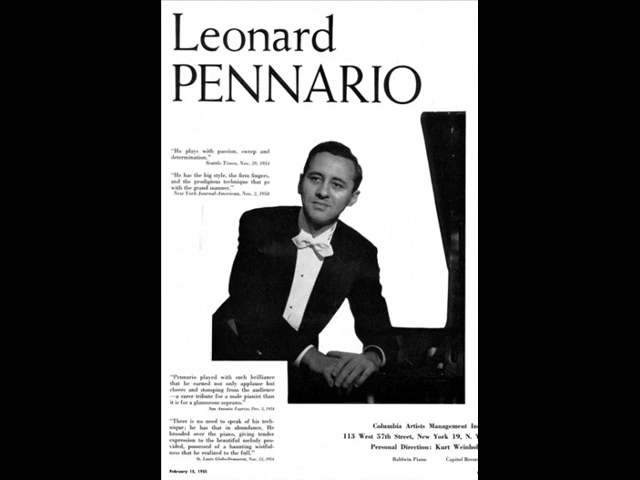 Leonard
PENNARIO
"He plays with passion, sweep and
determination."
Seattle Times, Nov. 20, 1954
"He has the big style, the firm fingers,
and the prodigious technique that go
with the grand manner."
New York Journal-American, Nov. 2, 1954
"Pennario played with such brilliance
that he earned not only applause but
cheers and stomping from the audience
—a rarer tribute for a male pianist than
it is for a glamorous soprano."
San Antonio Express, Dec. 5, 1954
"There is no need to speak of his tech-
nique; he has that in abundance. He
brooded over the piano, giving tender
expression to the beautiful melody pro-
vided, possessed of a haunting wistful-
ness that he realized to the full."
St. Louis Globe-Democrat, Nov. 13, 1954
Columbia Artists Management In
113 West 57th Street, New York 19, N. Y
Personal Direction: Kurt Weinhol
Baldwin Piano Capitol Recor
February 15, 1955